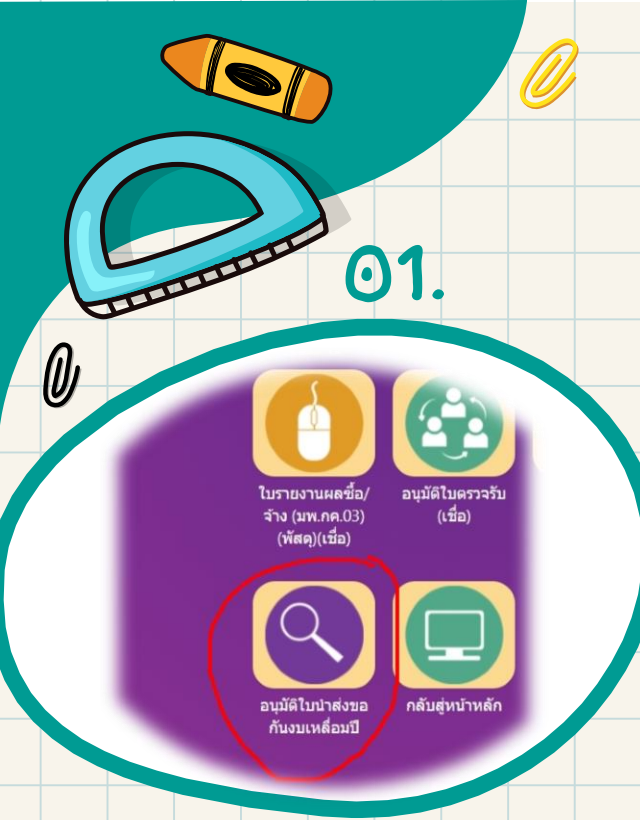 01.
ใบรายงานผลซื้อ/
จ้าง (มพ.กค.03)
(พัสดุ)(เชื่อ)
อนุมัติใบตรวจรับ
(เชื่อ)
อนุมัติใบนำส่งขอ
กันงบเหลื่อมปี
กลับสู่หน้าหลัก